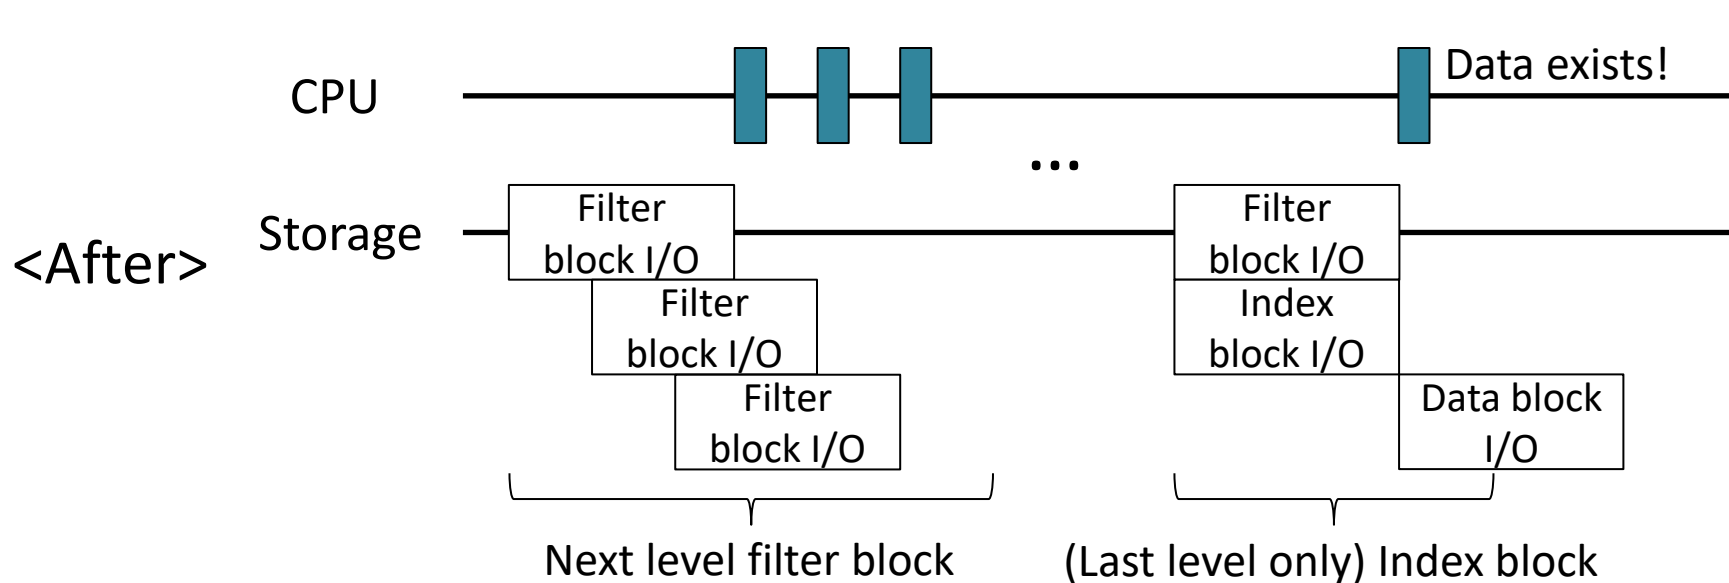 CPU
Data exists!
...
<After>
Storage
Filter
block I/O
Filter
block I/O
Filter
block I/O
Filter
block I/O
Index
block I/O
Data block
I/O
Next level filter block
(Last level only) Index block